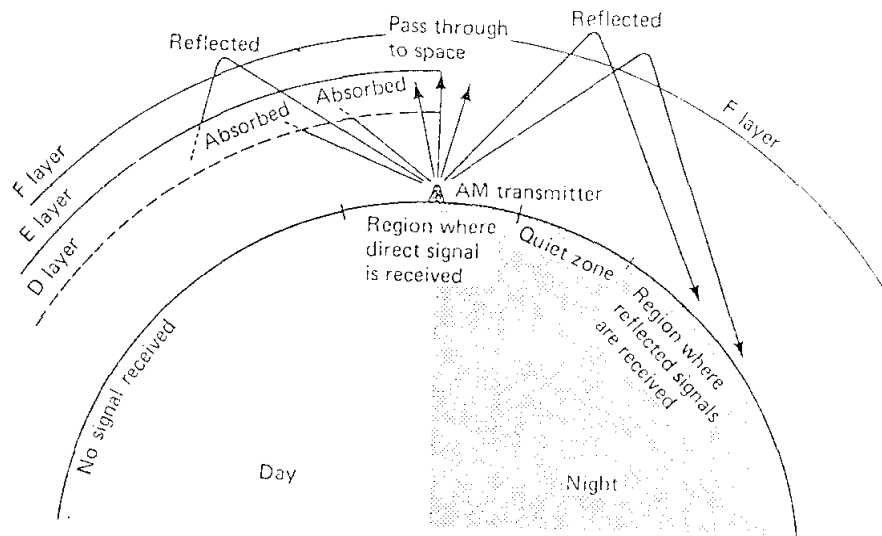 Reflected
Pass through
to space
Reflected
Absorbed
Absorbed
F layer
E layer
D layer
F layer
AM transmitter
Region where
direct signal
is received
Quiet zone
Region where
reflected signals
are received
No signal received
Day
Night